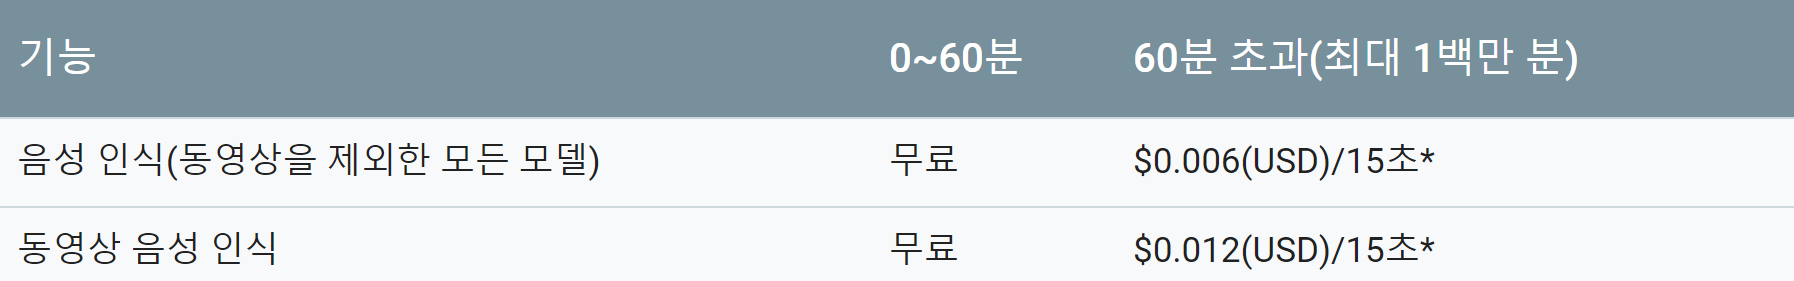 기능 0~60분 60분 초과(최대 1백만 분)
음성 인식(동영상을 제외한 모든 모델) 무료 $0.006(USD)/15초*
동영상 음성 인식 무료 $0.012(USD)/15초*